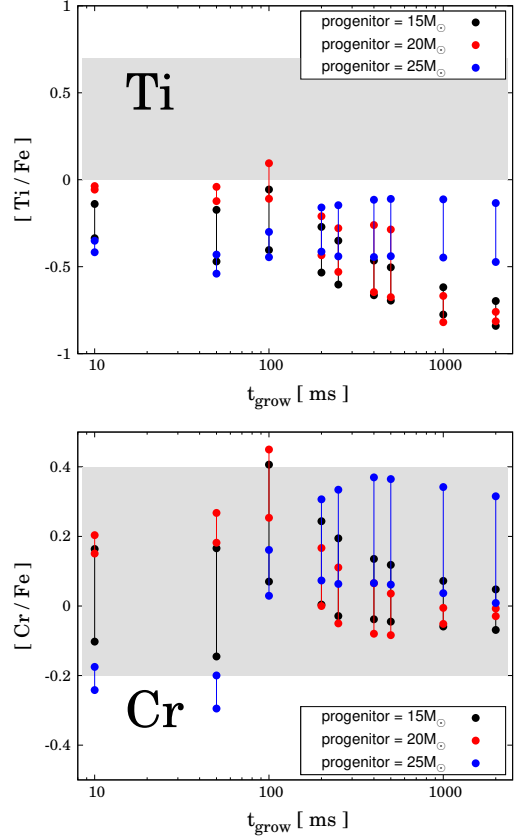 1
progenitor = 15M☉
progenitor = 20M☉
progenitor = 25M☉
Ti
0.5
0
-0.5
-1
[ Ti / Fe ]
10
100
1000
t_grow [ ms ]
0.4
0.2
0
-0.2
-0.4
[ Cr / Fe ]
Cr
progenitor = 15M☉
progenitor = 20M☉
progenitor = 25M☉
10
100
1000
t_grow [ ms ]